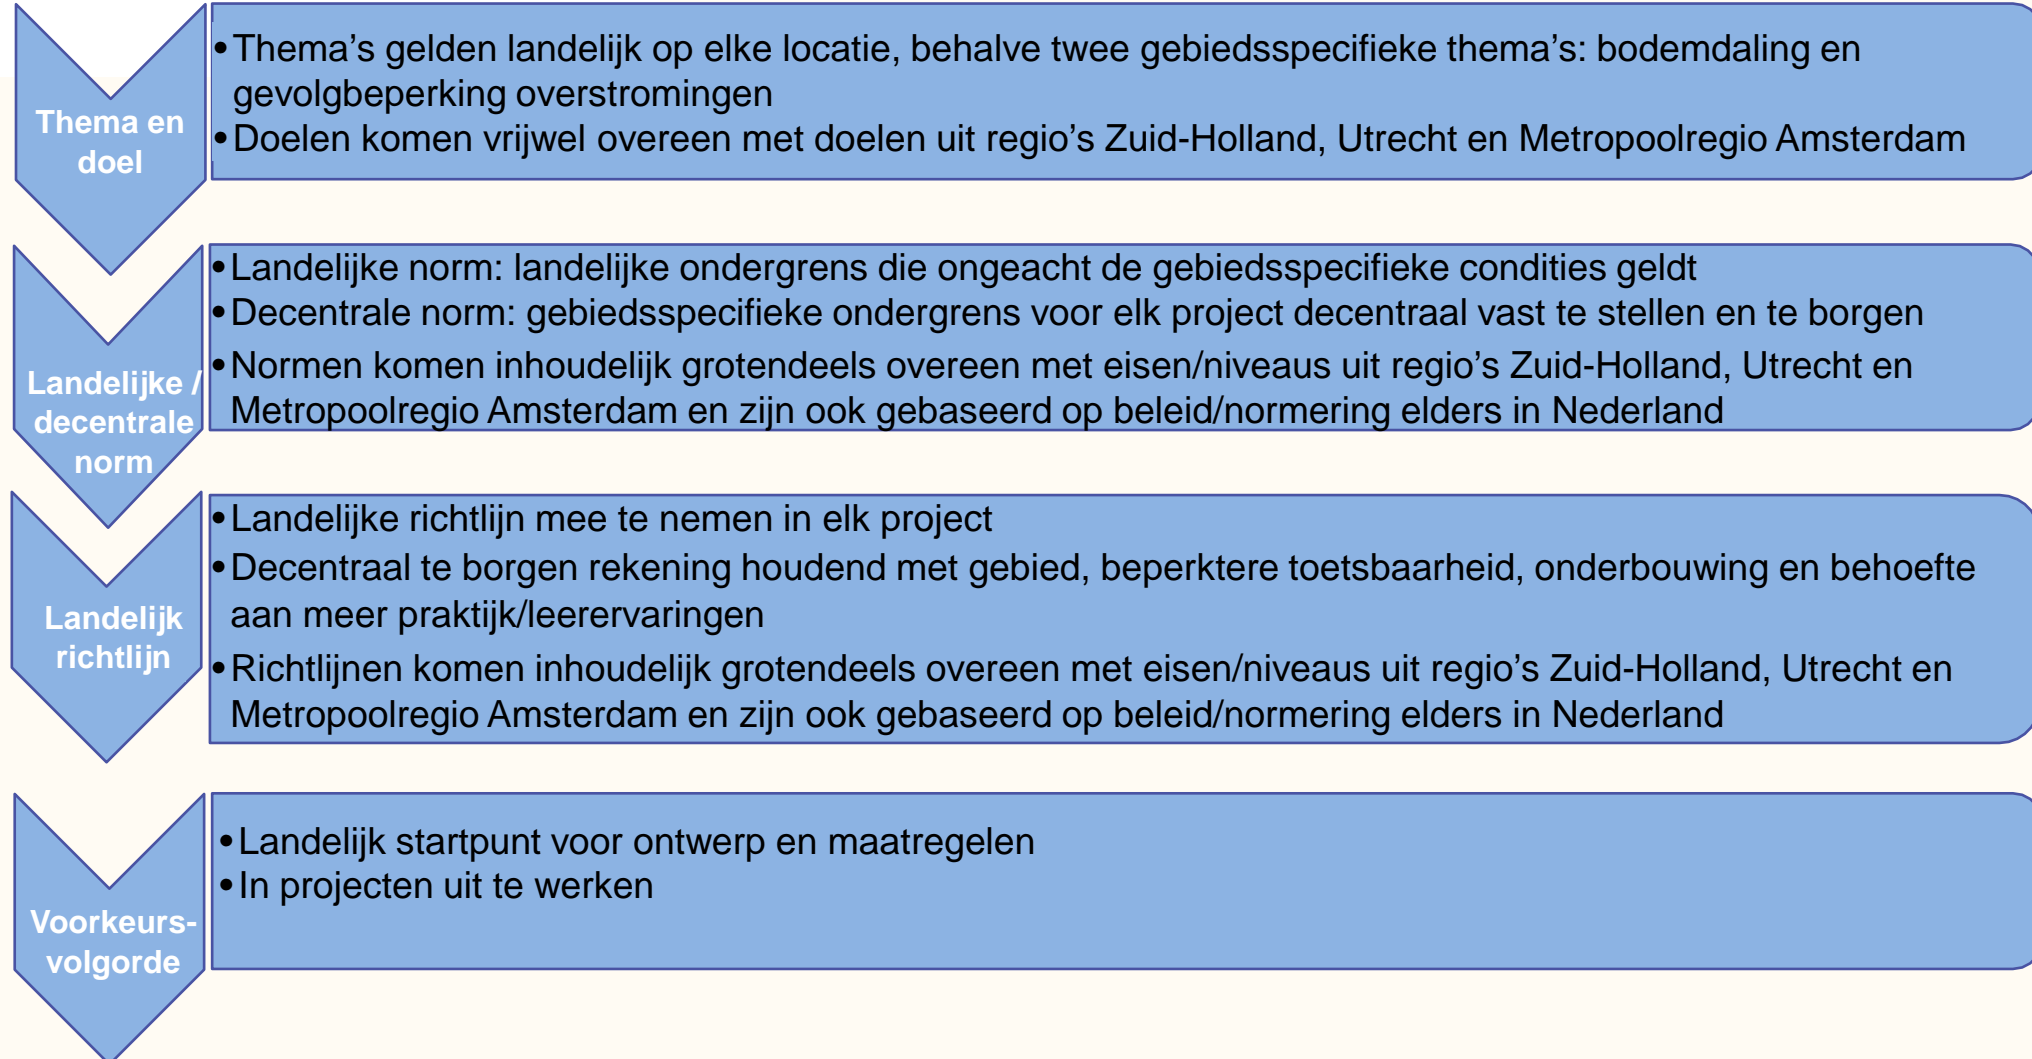 Thema en
doel
•Thema’s gelden landelijk op elke locatie, behalve twee gebiedsspecifieke thema’s: bodemdaling en
gevolgbeperking overstromingen
•Doelen komen vrijwel overeen met doelen uit regio’s Zuid-Holland, Utrecht en Metropoolregio Amsterdam
Landelijke /
decentrale
norm
•Landelijke norm: landelijke ondergrens die ongeacht de gebiedsspecifieke condities geldt
•Decentrale norm: gebiedsspecifieke ondergrens voor elk project decentraal vast te stellen en te borgen
•Normen komen inhoudelijk grotendeels overeen met eisen/niveaus uit regio’s Zuid-Holland, Utrecht en
Metropoolregio Amsterdam en zijn ook gebaseerd op beleid/normering elders in Nederland
Landelijk
richtlijn
•Landelijke richtlijn mee te nemen in elk project
•Decentraal te borgen rekening houdend met gebied, beperktere toetsbaarheid, onderbouwing en behoefte
aan meer praktijk/leerervaringen
•Richtlijnen komen inhoudelijk grotendeels overeen met eisen/niveaus uit regio’s Zuid-Holland, Utrecht en
Metropoolregio Amsterdam en zijn ook gebaseerd op beleid/normering elders in Nederland
Voorkeurs-
volgorde
•Landelijk startpunt voor ontwerp en maatregelen
•In projecten uit te werken